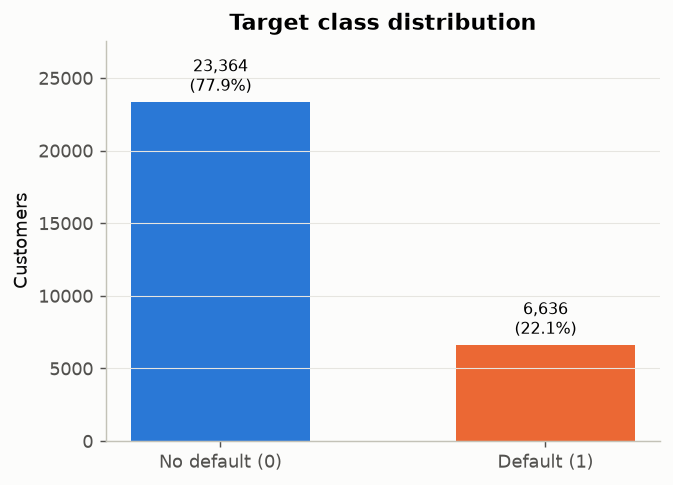 Target class distribution
23,364
(77.9%)
25000
20000
15000
10000
5000
0
Customers
6,636
(22.1%)
No default (0)
Default (1)